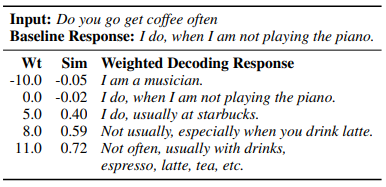 Input: Do you go get coffee often
Baseline Response: I do, when I am not playing the piano.
Wt Sim Weighted Decoding Response
-10.0 -0.05 I am a musician.
0.0 -0.02 I do, when I am not playing the piano.
5.0 0.40 I do, usually at starbucks.
8.0 0.59 Not usually, especially when you drink latte.
11.0 0.72 Not often, usually with drinks,
espresso, latte, tea, etc.